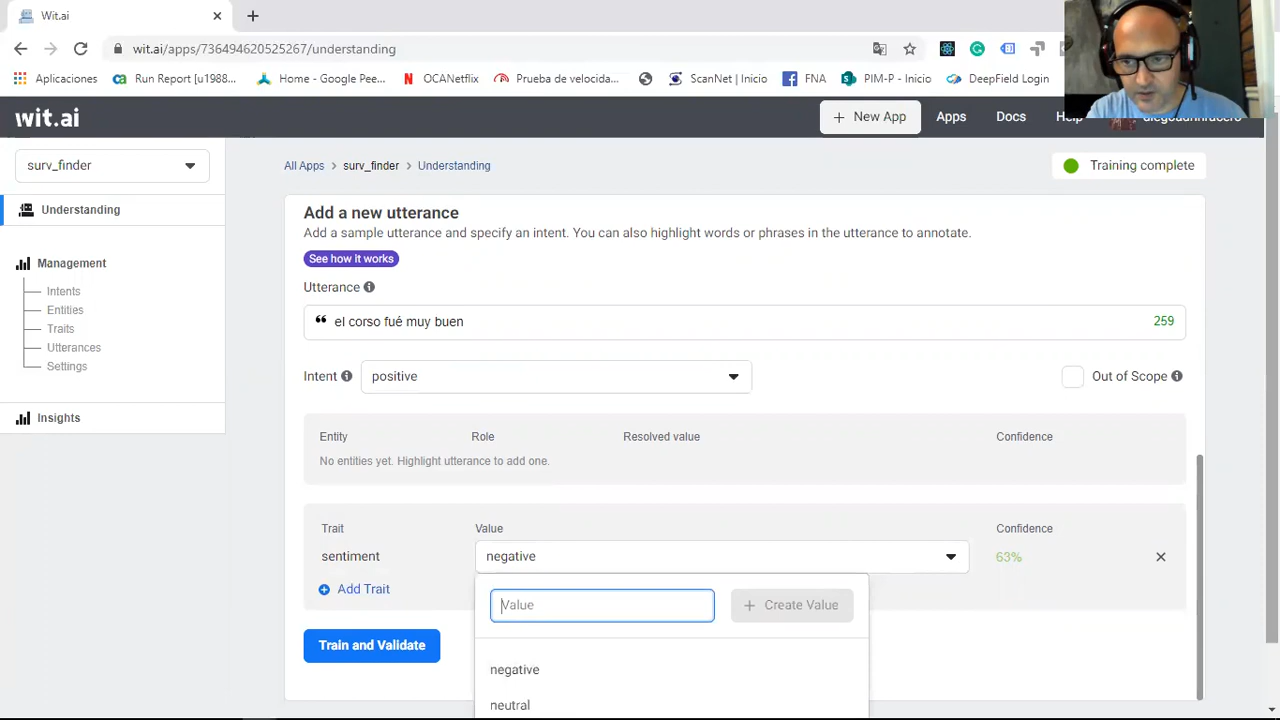 Wit.ai
wit.ai/apps/736494620525267/understanding
Aplicaciones
Run Report [u1988...
Home - Google Pee...
OCANetflix
Prueba de velocida...
ScanNet | Inicio
FNA
PIM-P - Inicio
DeepField Login
wit.ai
New App
Apps
Docs
surv_finder
All Apps > surv_finder > Understanding
Training complete
Understanding
Management
Intents
Entities
Traits
Utterances
Settings
Insights
Add a new utterance
Add a sample utterance and specify an intent. You can also highlight words or phrases in the utterance to annotate.
See how it works
Utterance
el corso fué muy buen
259
Intent
positive
Out of Scope
Entity Role Resolved value Confidence
No entities yet. Highlight utterance to add one.
Trait Value Confidence
sentiment negative 63%
Add Trait
Value
Create Value
Train and Validate
negative
neutral